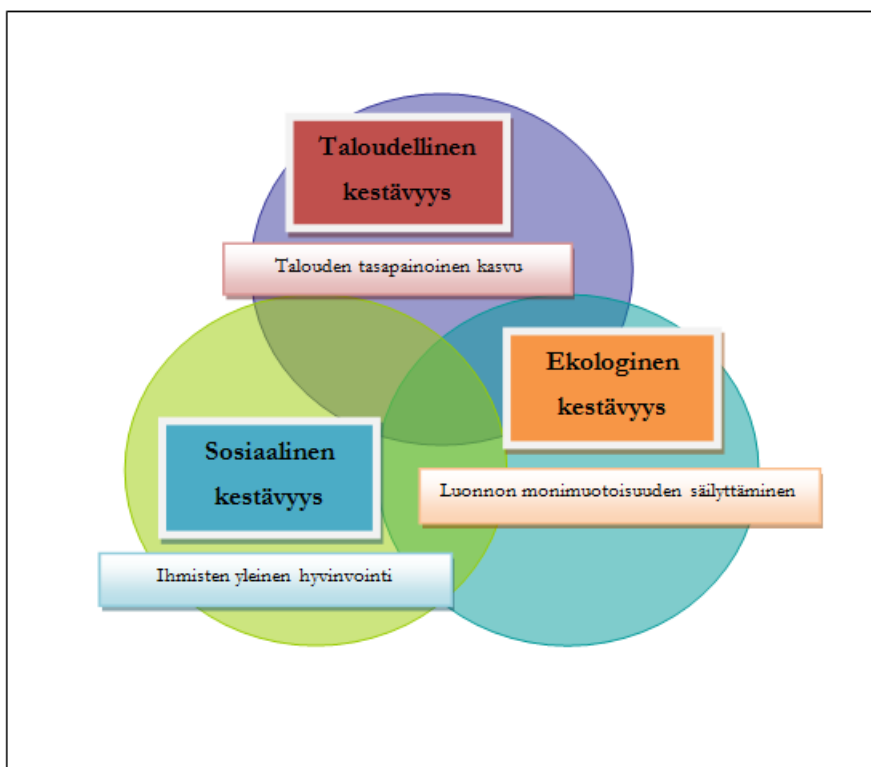 Taloudellinen
kestävyys
Talouden tasapainoinen kasvu
Ekologinen
kestävyys
Luonnon monimuotoisuuden säilyttäminen
Sosiaalinen
kestävyys
Ihmisten yleinen hyvinvointi